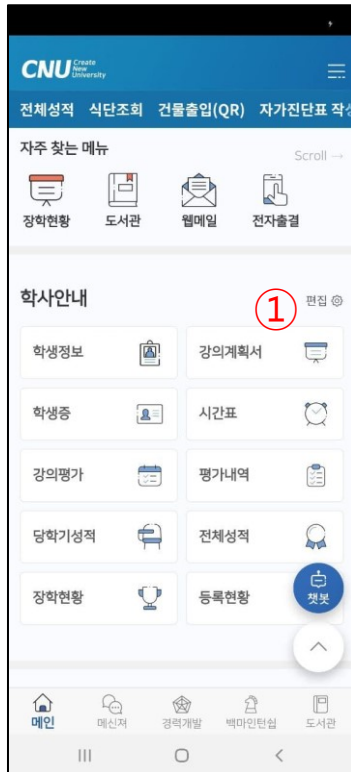 CNU Create New University
전체성적 식단조회 건물출입(QR) 자가진단표 작성
자주 찾는 메뉴
Scroll →
장학현황 도서관 웹메일 전자출결
학사안내
① 편집
학생정보 강의계획서
학생증 시간표
강의평가 평가내역
당학기성적 전체성적
장학현황 등록현황
챗봇
메인 메신져 경력개발 백마인턴쉽 도서관